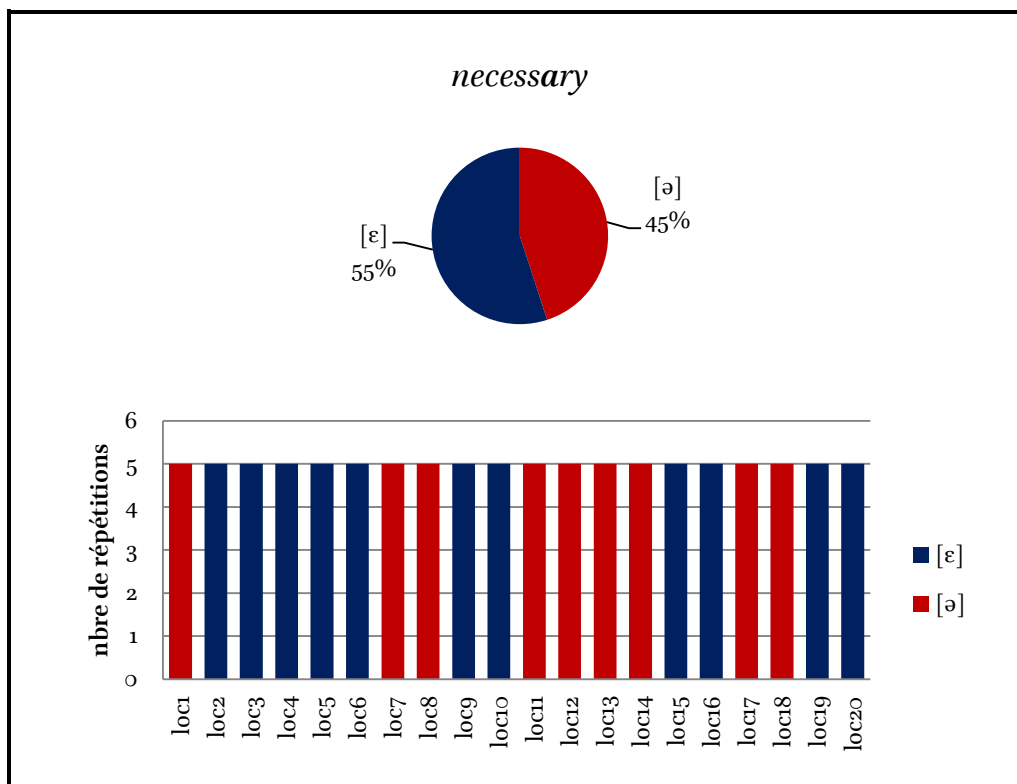 necessary
[ə]
45%
[ɛ]
55%
6
5
4
3
2
1
0
nbre de répétitions
loc1
loc2
loc3
loc4
loc5
loc6
loc7
loc8
loc9
loc10
loc11
loc12
loc13
loc14
loc15
loc16
loc17
loc18
loc19
loc20
[ɛ]
[ə]